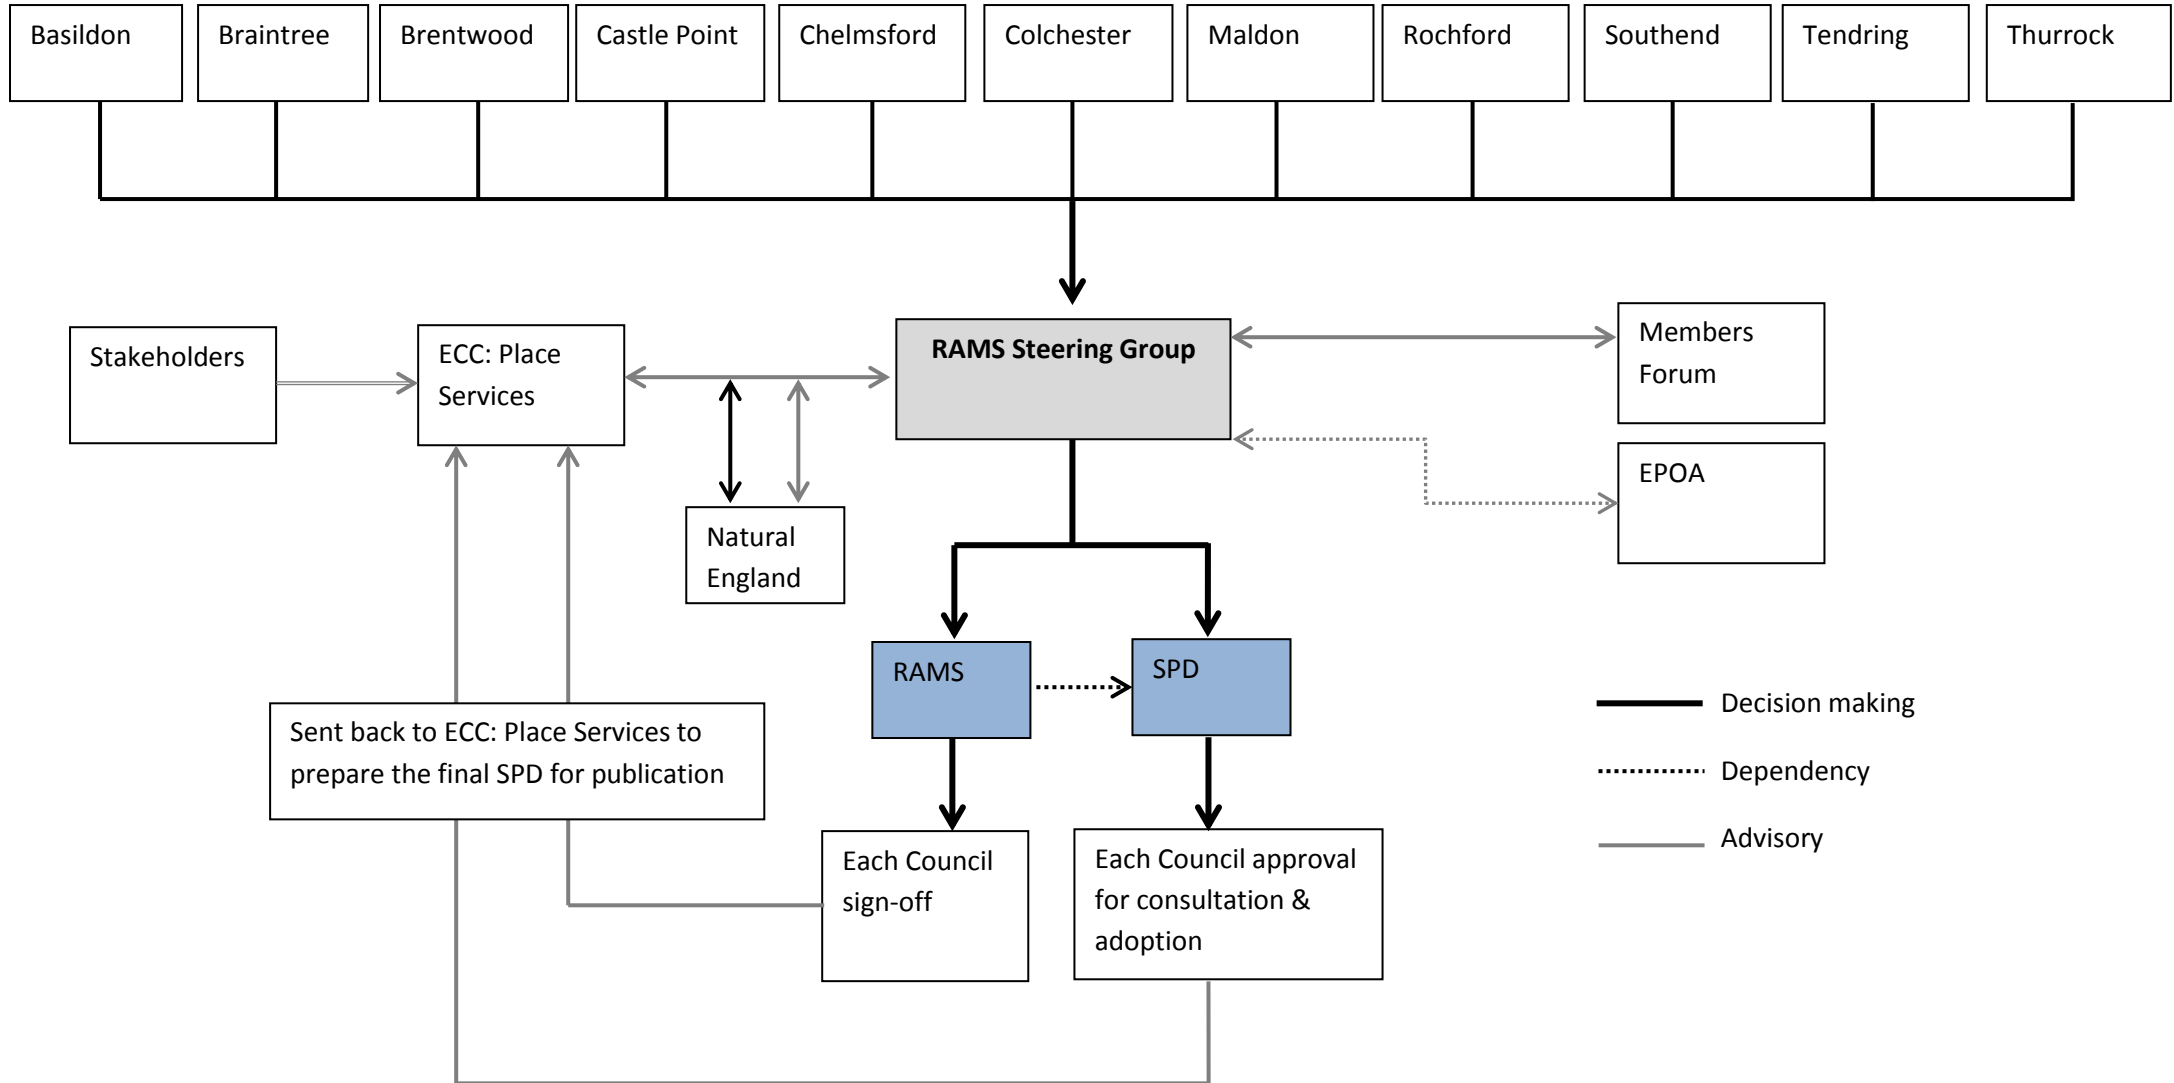 Basildon
Braintree
Brentwood
Castle Point
Chelmsford
Colchester
Maldon
Rochford
Southend
Tendring
Thurrock
Stakeholders
ECC: Place
Services
RAMS Steering Group
Members
Forum
EPOA
Natural
England
RAMS
SPD
Decision making
Dependency
Advisory
Sent back to ECC: Place Services to
prepare the final SPD for publication
Each Council
sign-off
Each Council approval
for consultation &
adoption